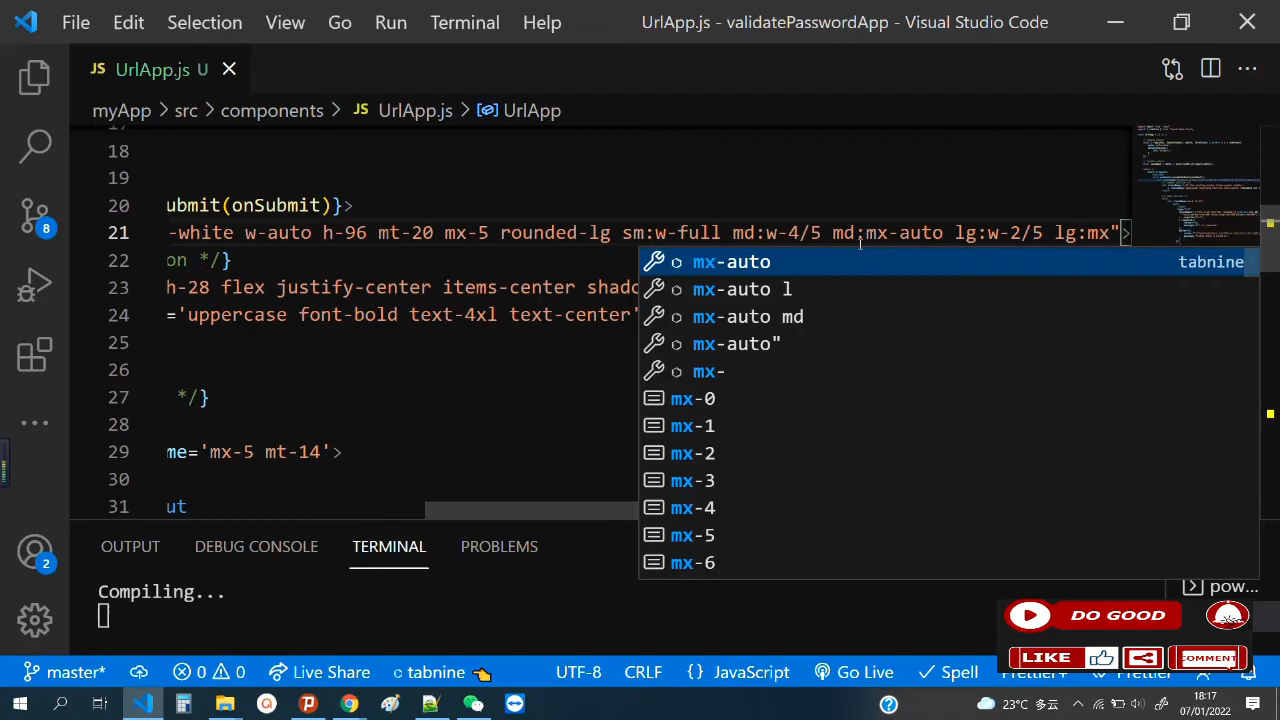 File Edit Selection View Go Run Terminal Help UrlApp.js - validatePasswordApp - Visual Studio Code
JS UrlApp.js U
myApp > src > components > JS UrlApp.js > UrlApp
17
18
19
20 ubmit(onSubmit)}>
21 -white w-auto h-96 mt-20 mx-5 rounded-lg sm:w-full md:w-4/5 md:mx-auto lg:w-2/5 lg:mx">
22 on */}
23 h-28 flex justify-center items-center shado
24 ='uppercase font-bold text-4xl text-center'
25
26
27 */}
28
29 me='mx-5 mt-14'>
30
31 ut
mx-auto tabnine
mx-auto l
mx-auto md
mx-auto"
mx-
mx-0
mx-1
mx-2
mx-3
mx-4
mx-5
mx-6
8
2
OUTPUT DEBUG CONSOLE TERMINAL PROBLEMS
Compiling...
pow...
DO GOOD
LIKE COMMENT
master* 0 0 Live Share tabnine UTF-8 CRLF {} JavaScript Go Live Spell Prettier+ Prettier
23°C 多云 18:17
07/01/2022